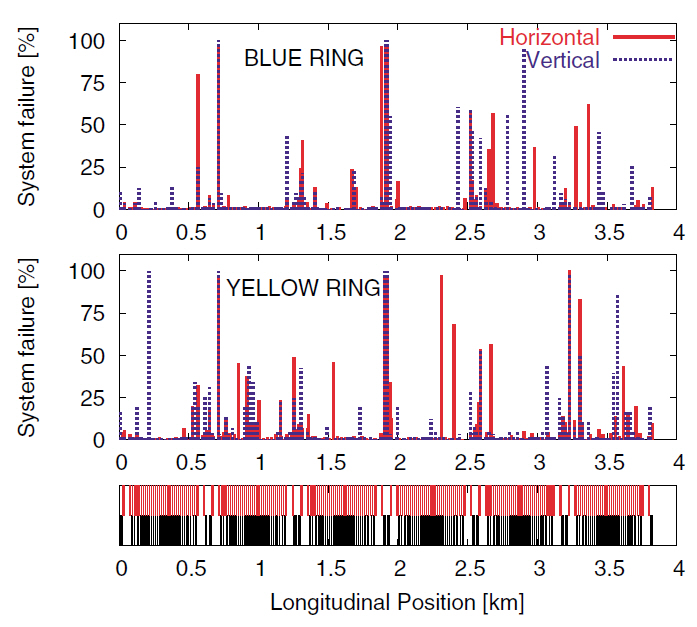 System failure [%]
100
75
50
25
0
BLUE RING
Horizontal
Vertical
0 0.5 1 1.5 2 2.5 3 3.5 4
System failure [%]
100
75
50
25
0
YELLOW RING
0 0.5 1 1.5 2 2.5 3 3.5 4
0 0.5 1 1.5 2 2.5 3 3.5 4
Longitudinal Position [km]